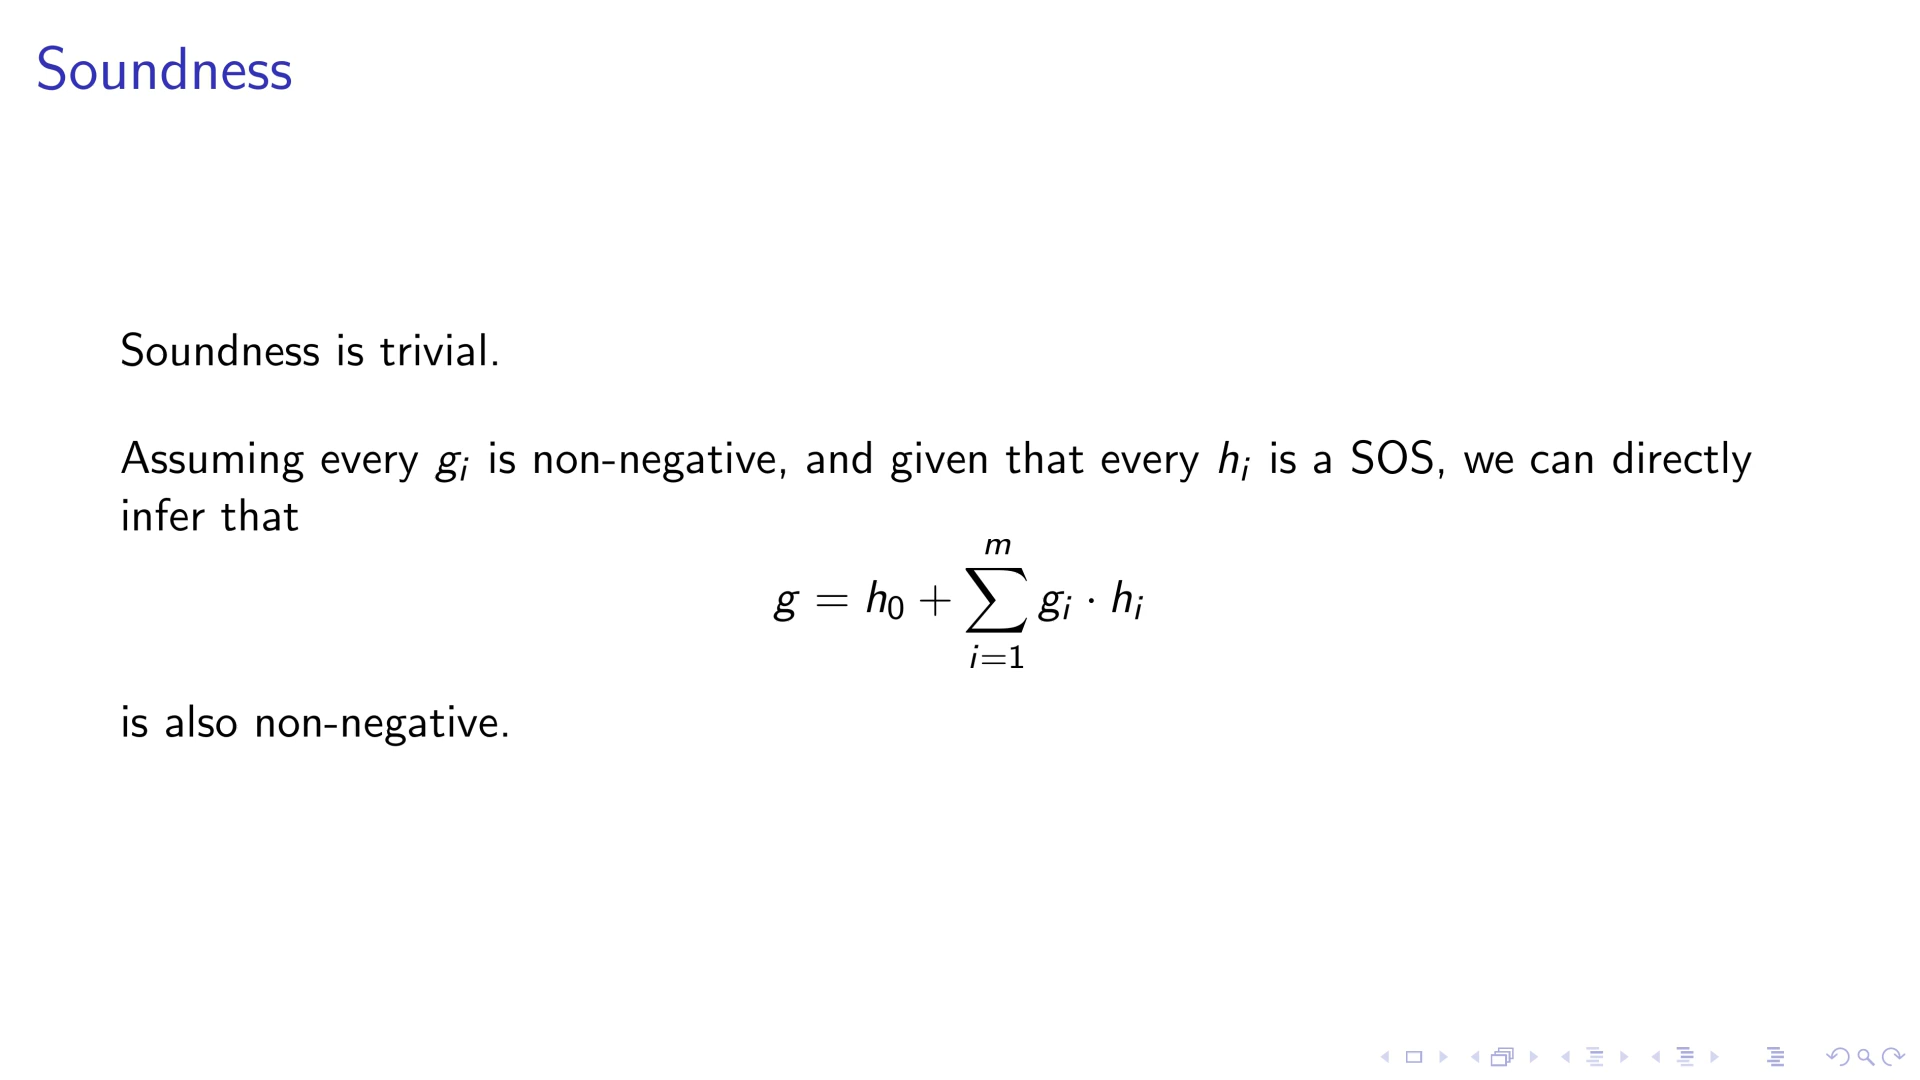 Soundness
Soundness is trivial.
Assuming every g_i is non-negative, and given that every h_i is a SOS, we can directly
infer that
g = h_0 + \sum_{i=1}^{m} g_i · h_i
is also non-negative.